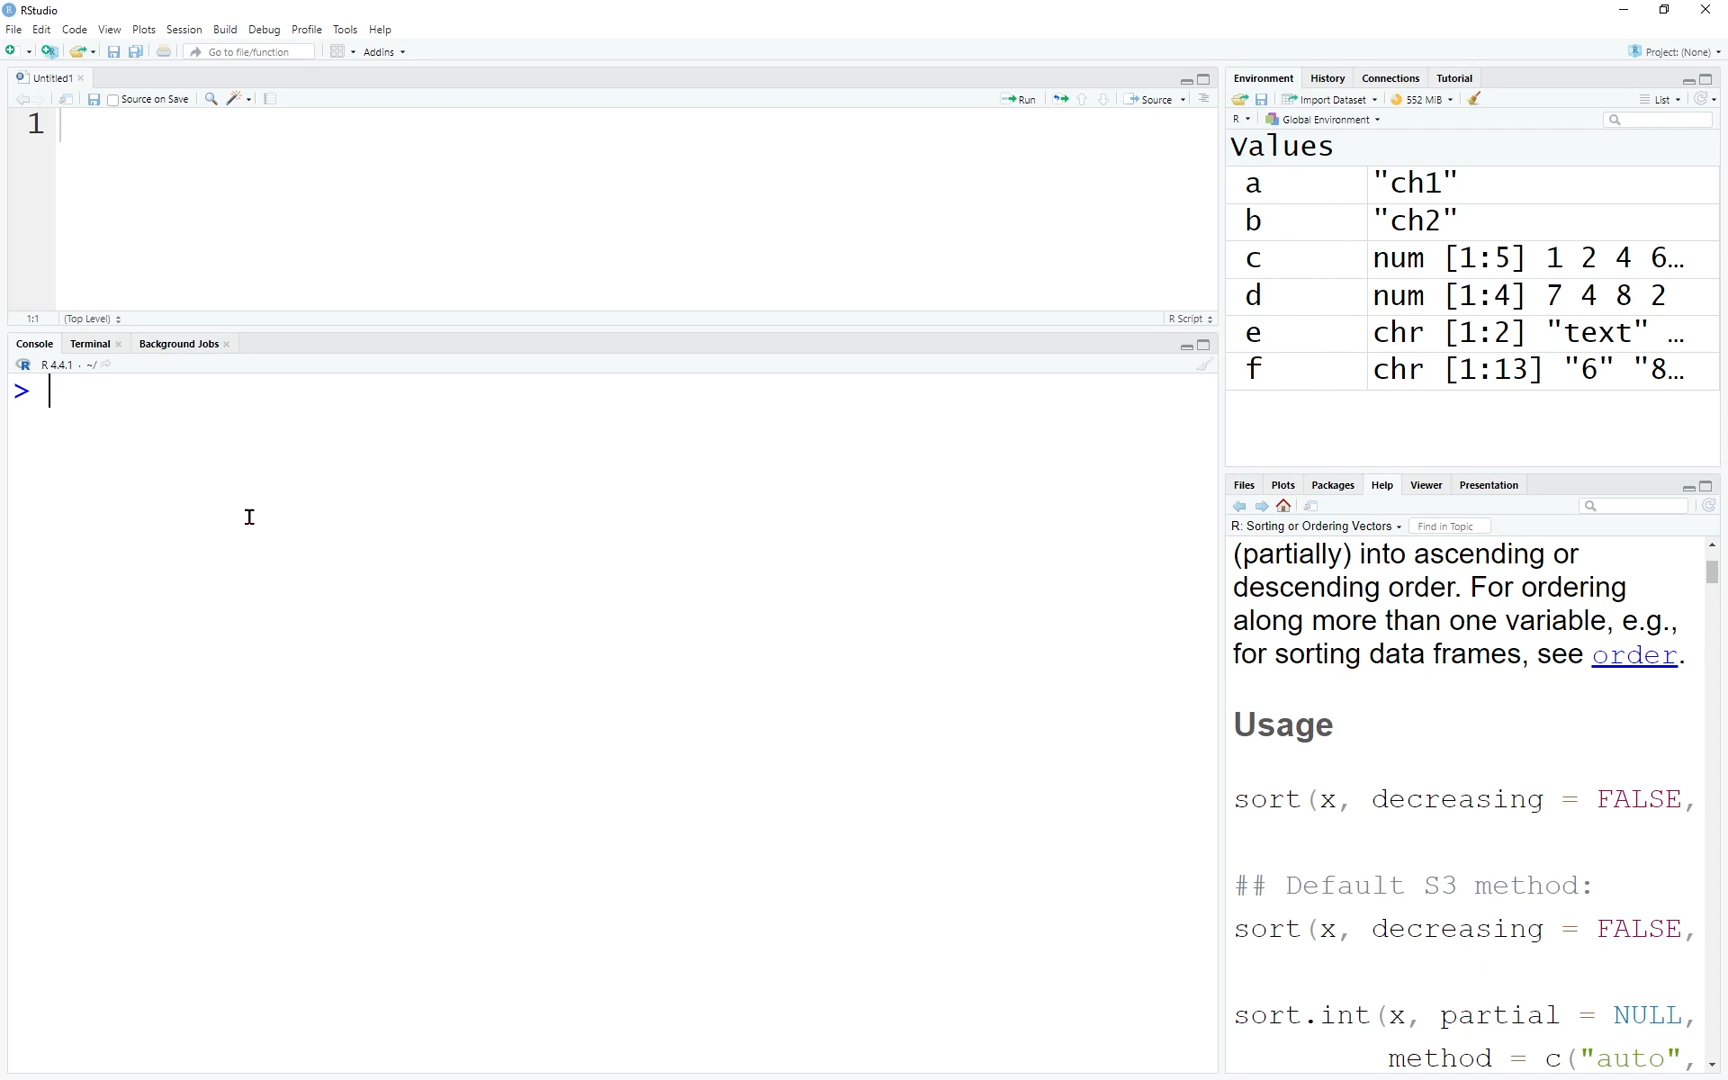 RStudio
File Edit Code View Plots Session Build Debug Profile Tools Help
Go to file/function Addins Project: (None)
Untitled1
Source on Save Run Source
1
1:1 (Top Level) R Script
Console Terminal Background Jobs
R 4.4.1 · ~/
>
Environment History Connections Tutorial
Import Dataset 552 MiB List
R Global Environment
Values
a "ch1"
b "ch2"
c num [1:5] 1 2 4 6…
d num [1:4] 7 4 8 2
e chr [1:2] "text" …
f chr [1:13] "6" "8…
Files Plots Packages Help Viewer Presentation
R: Sorting or Ordering Vectors Find in Topic
(partially) into ascending or
descending order. For ordering
along more than one variable, e.g.,
for sorting data frames, see order.
Usage
sort(x, decreasing = FALSE,
## Default S3 method:
sort(x, decreasing = FALSE,
sort.int(x, partial = NULL,
method = c("auto",